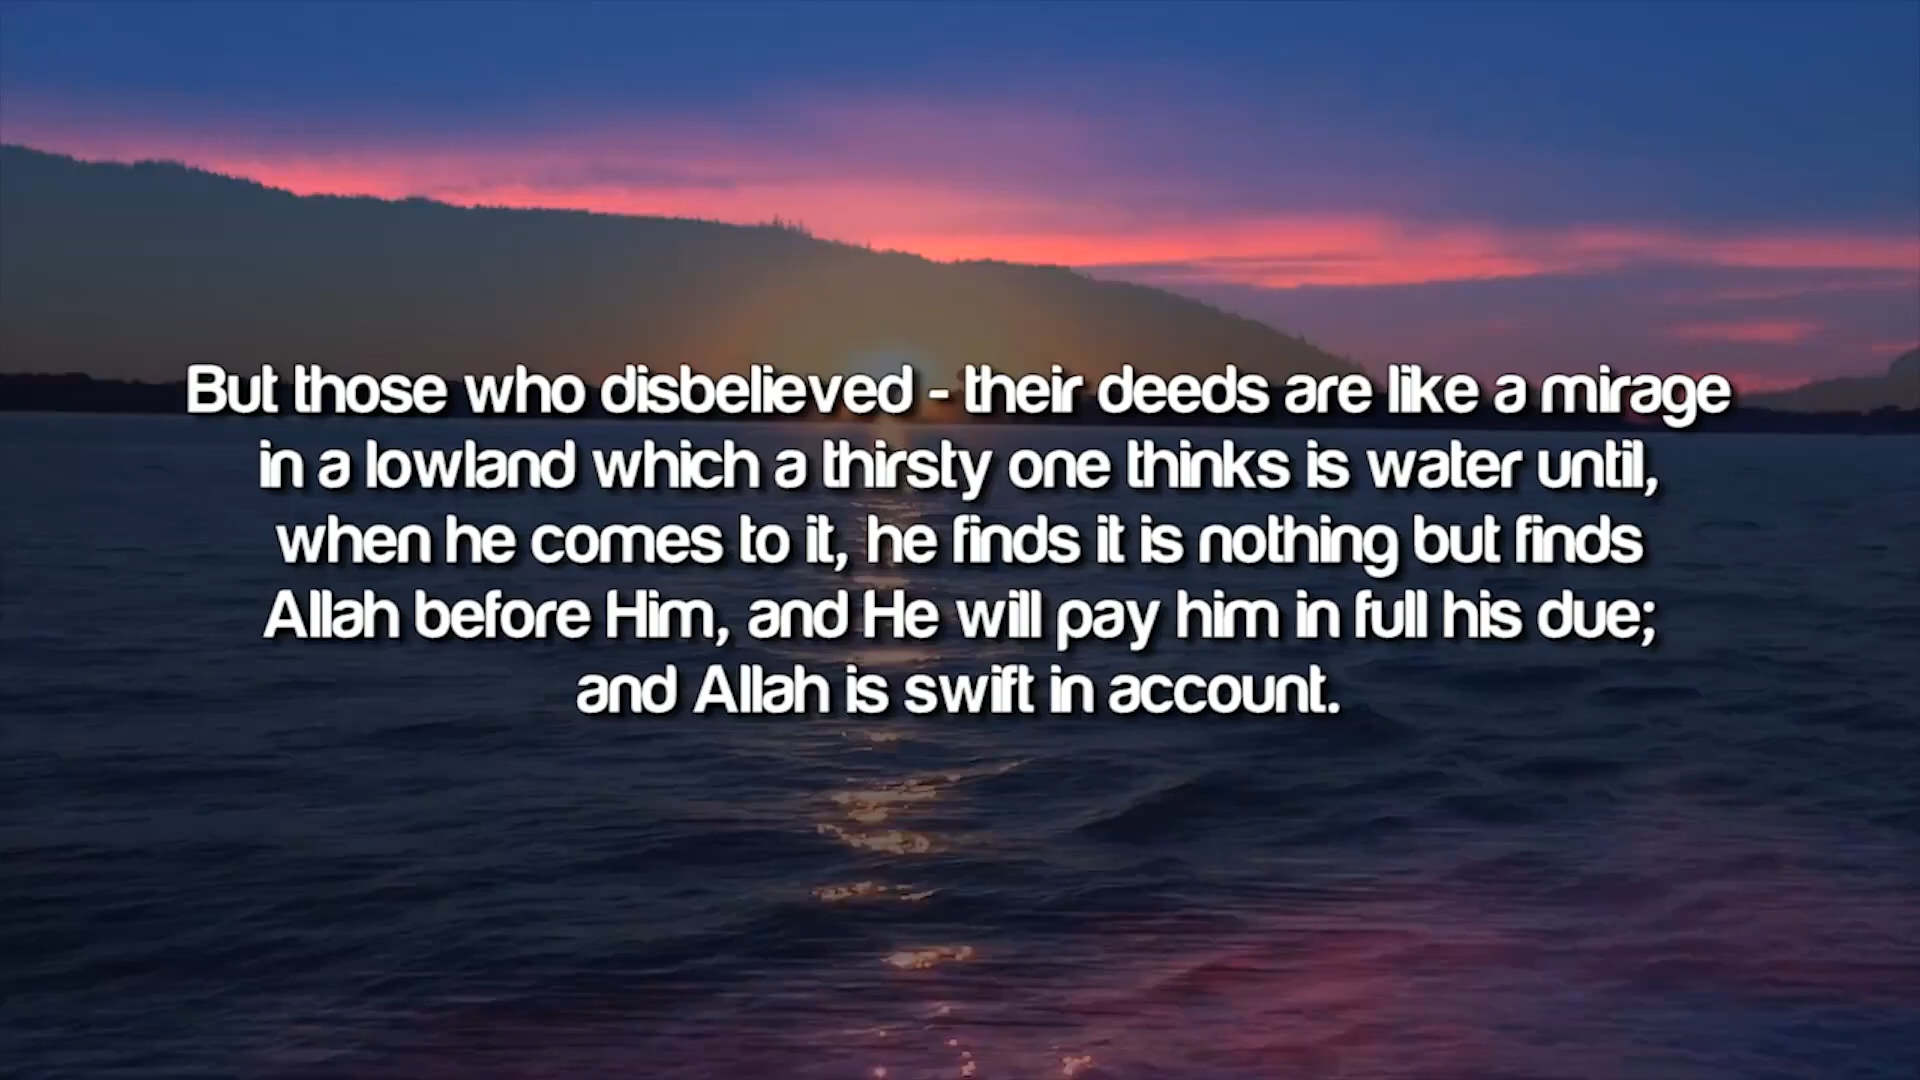 But those who disbelieved - their deeds are like a mirage
in a lowland which a thirsty one thinks is water until,
when he comes to it, he finds it is nothing but finds
Allah before Him, and He will pay him in full his due;
and Allah is swift in account.